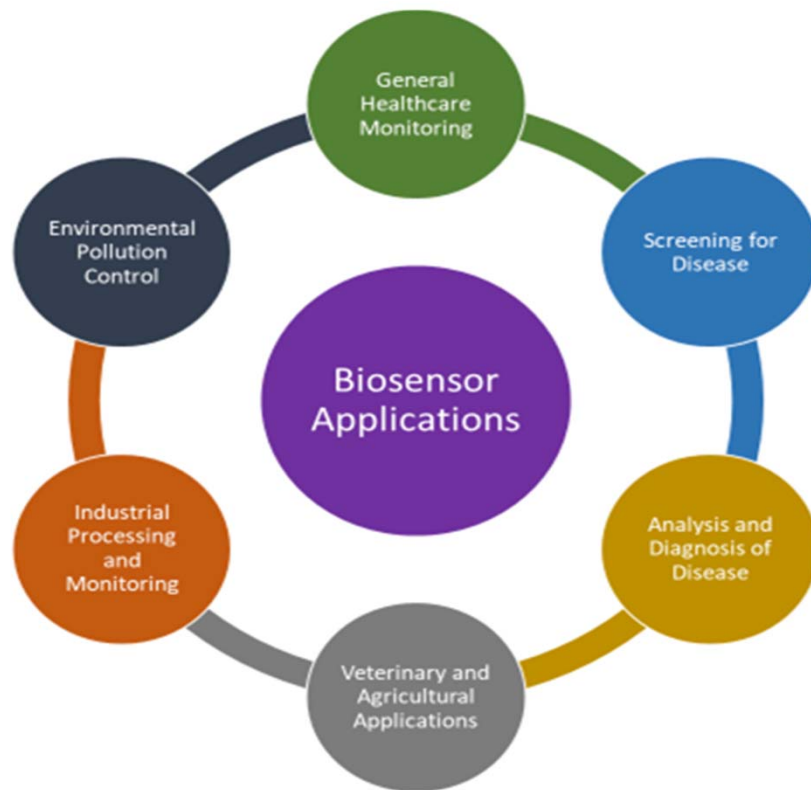 General
Healthcare
Monitoring
Screening for
Disease
Analysis and
Diagnosis of
Disease
Veterinary and
Agricultural
Applications
Industrial
Processing
and
Monitoring
Environmental
Pollution
Control
Biosensor
Applications